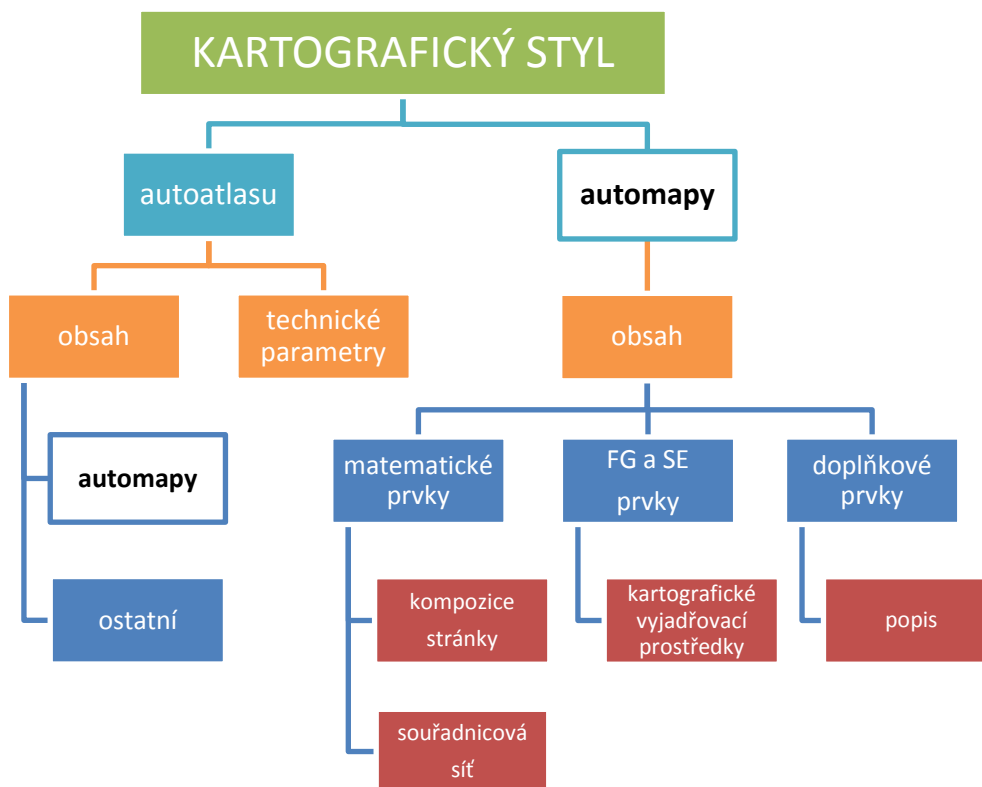 KARTOGRAFICKÝ STYL
autoatlasu
automapy
obsah
technické
parametry
obsah
automapy
matematické
prvky
FG a SE
prvky
doplňkové
prvky
ostatní
kompozice
stránky
kartografické
vyjadřovací
prostředky
popis
souřadnicová
síť